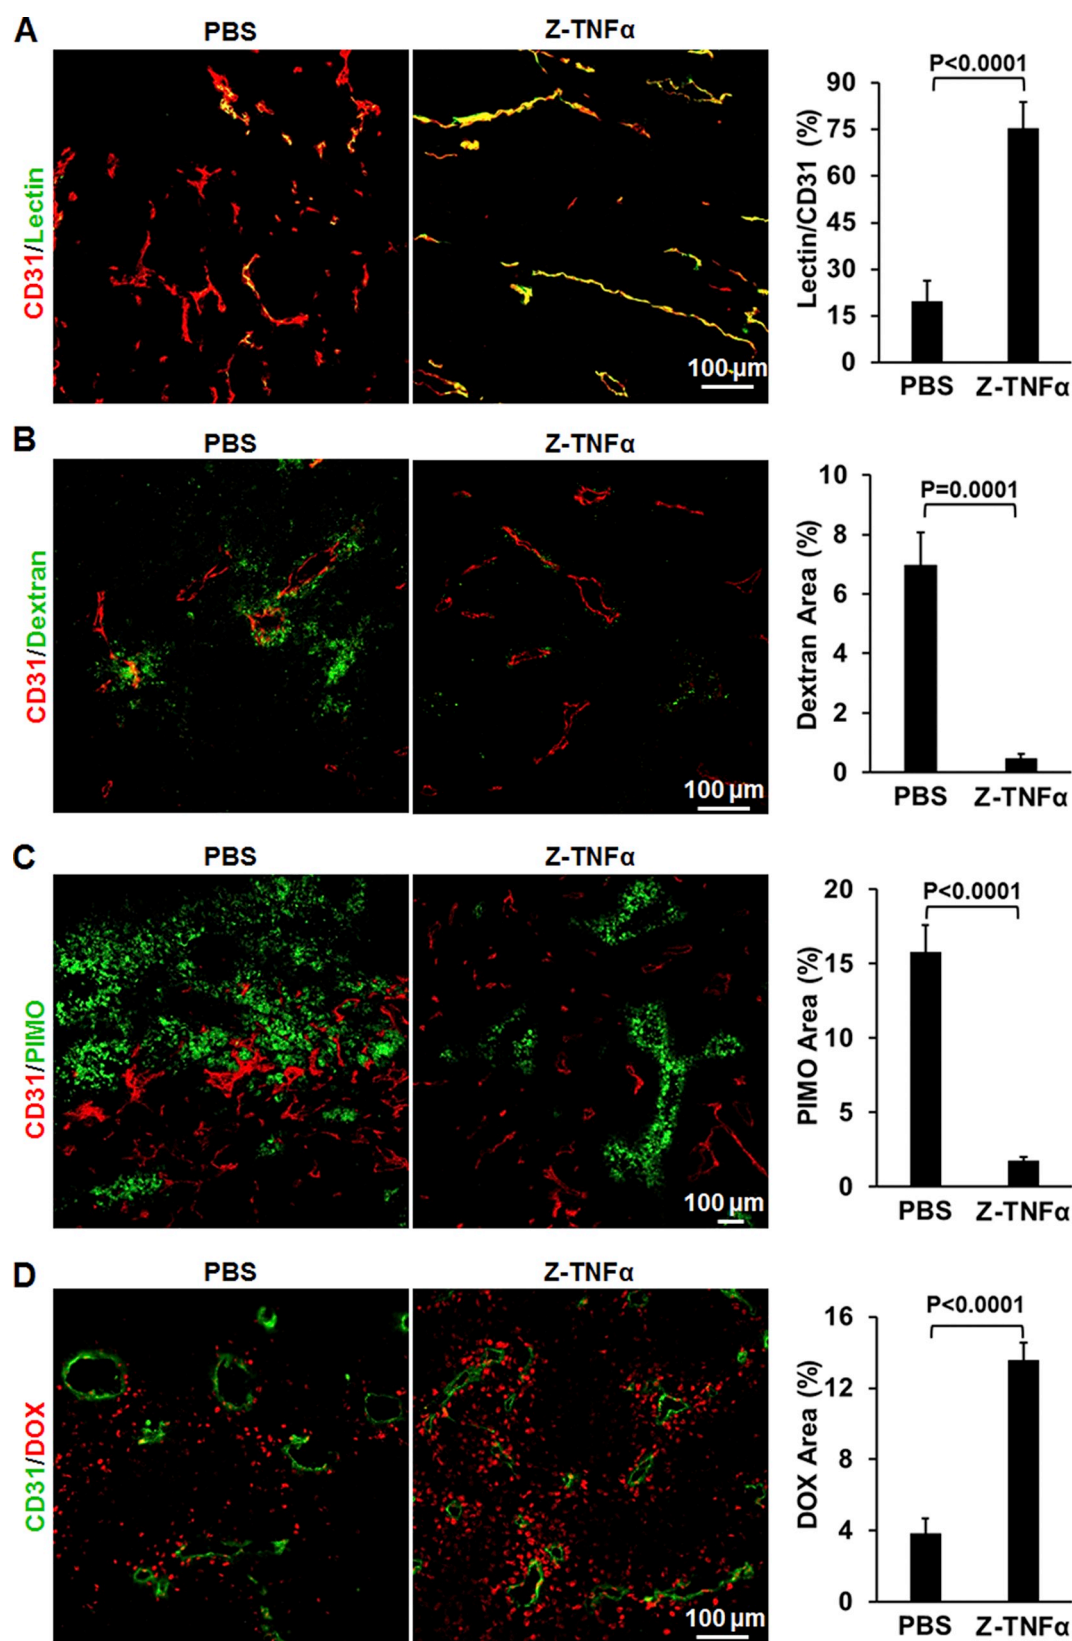 A
PBS
Z-TNFα
CD31/Lectin
100 µm
P<0.0001
Lectin/CD31 (%)
90
75
60
45
30
15
0
PBS
Z-TNFα
B
PBS
Z-TNFα
CD31/Dextran
100 µm
P=0.0001
Dextran Area (%)
10
8
6
4
2
0
PBS
Z-TNFα
C
PBS
Z-TNFα
CD31/PIMO
100 µm
P<0.0001
PIMO Area (%)
20
15
10
5
0
PBS
Z-TNFα
D
PBS
Z-TNFα
CD31/DOX
100 µm
P<0.0001
DOX Area (%)
16
12
8
4
0
PBS
Z-TNFα